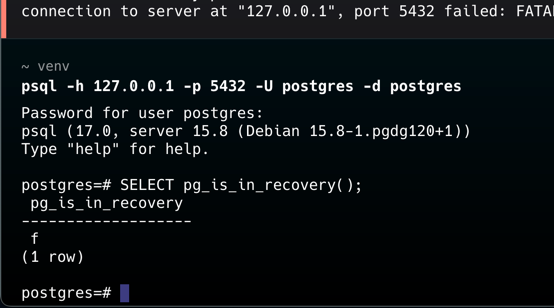 connection to server at "127.0.0.1", port 5432 failed: FATAL
~ venv
psql -h 127.0.0.1 -p 5432 -U postgres -d postgres
Password for user postgres:
psql (17.0, server 15.8 (Debian 15.8-1.pgdg120+1))
Type "help" for help.
postgres=# SELECT pg_is_in_recovery();
pg_is_in_recovery
-------------------
f
(1 row)
postgres=#